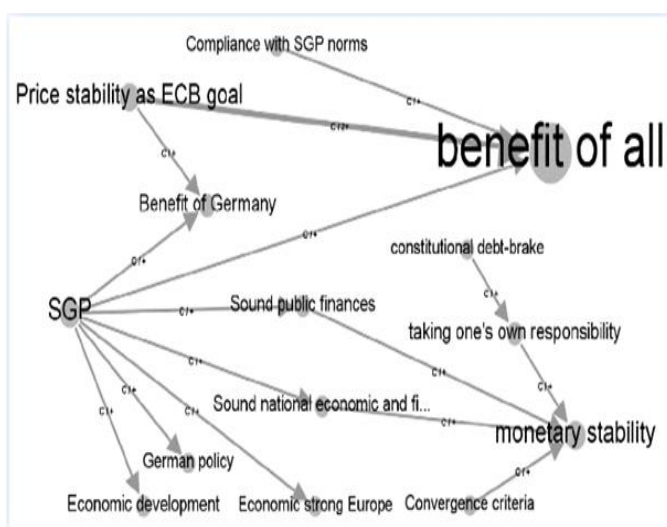 Compliance with SGP norms
Price stability as ECB goal
C/+
C/2+
C/+
benefit of all
Benefit of Germany
C/+
C/+
constitutional debt-brake
SGP
C/+
Sound public finances
C/+
taking one's own responsibility
C/+
C/+
C/+
C/+
C/+
C/+
Sound national economic and fi...
C/+
monetary stability
German policy
C/+
Economic development
Economic strong Europe
Convergence criteria